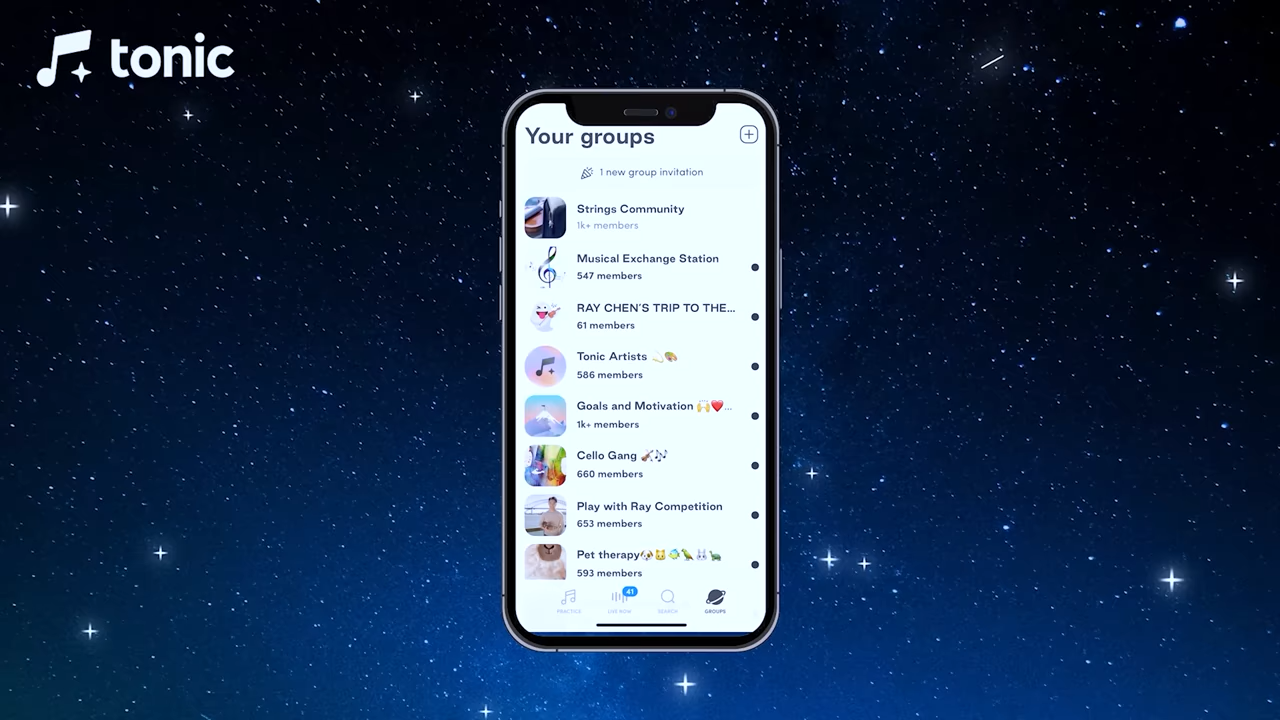 tonic
Your groups
1 new group invitation
Strings Community
1k+ members
Musical Exchange Station
547 members
RAY CHEN'S TRIP TO THE...
61 members
Tonic Artists
586 members
Goals and Motivation 🙌❤️...
1k+ members
Cello Gang 🎻🎶
660 members
Play with Ray Competition
653 members
Pet therapy🐶🐱🐠🦜🐰🐢
593 members
41
PRACTICE
LIVE NOW
SEARCH
GROUPS